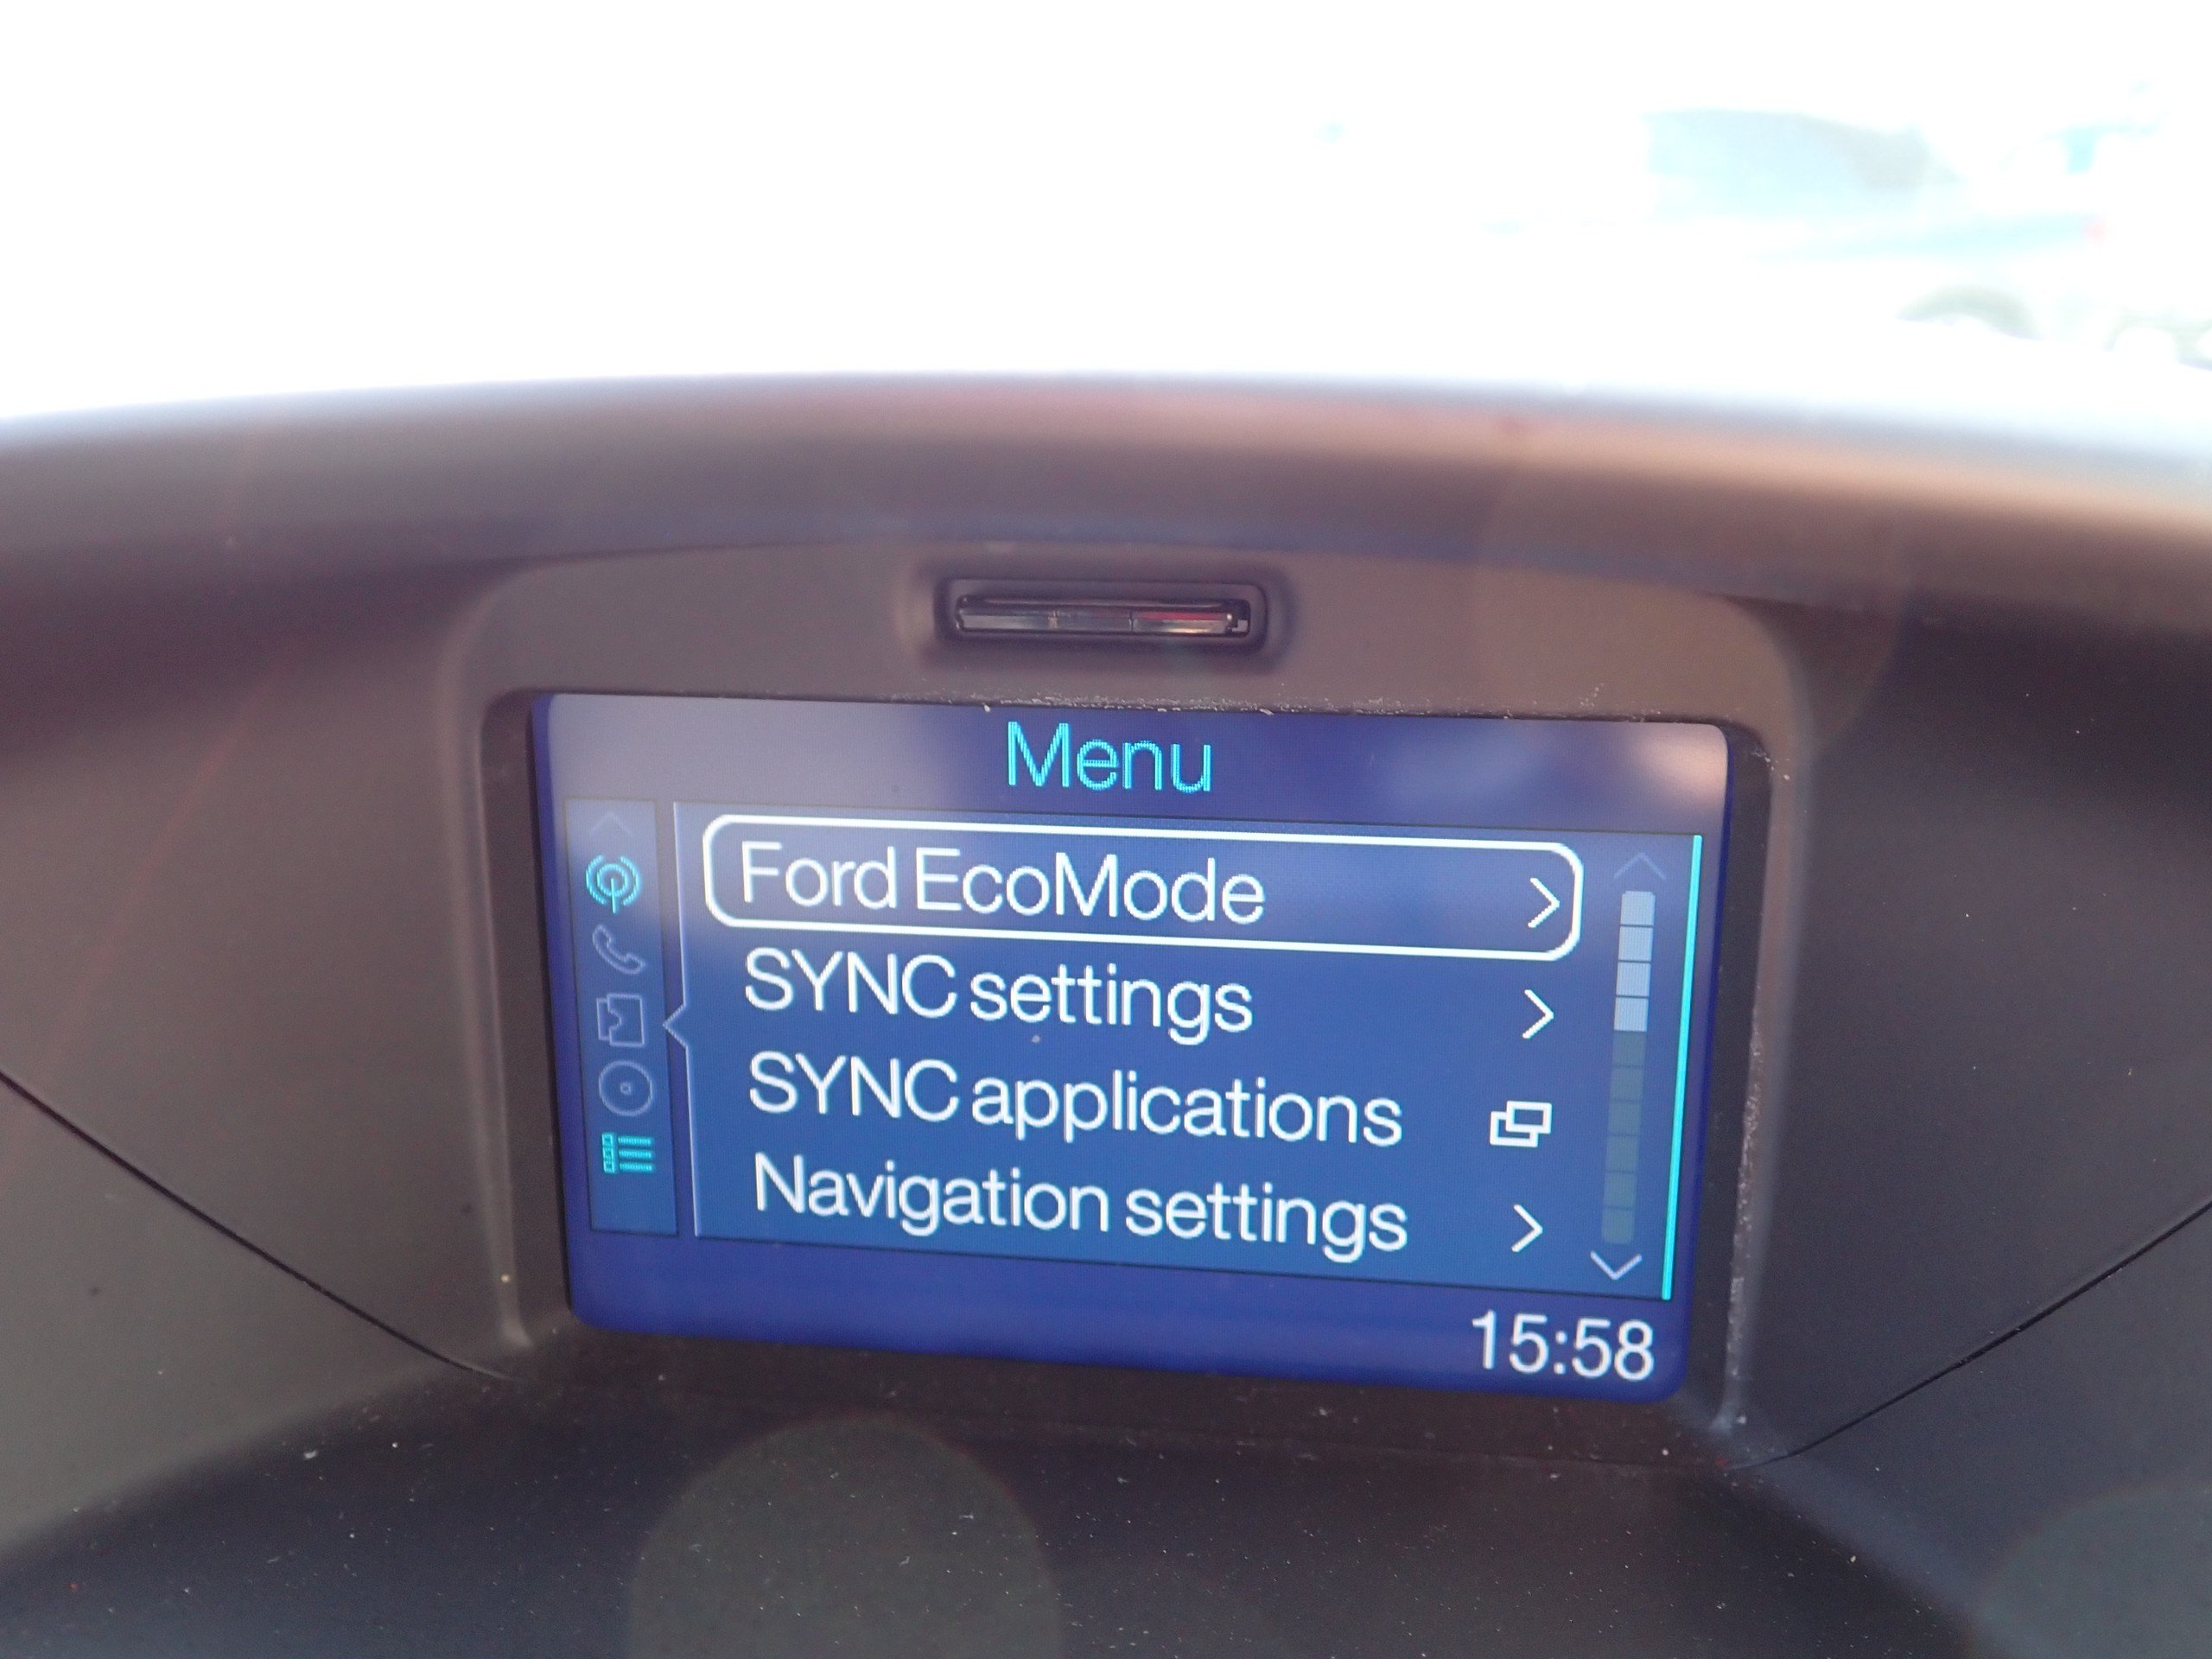 Menu
Ford EcoMode
SYNC settings
SYNC applications
Navigation settings
15:58